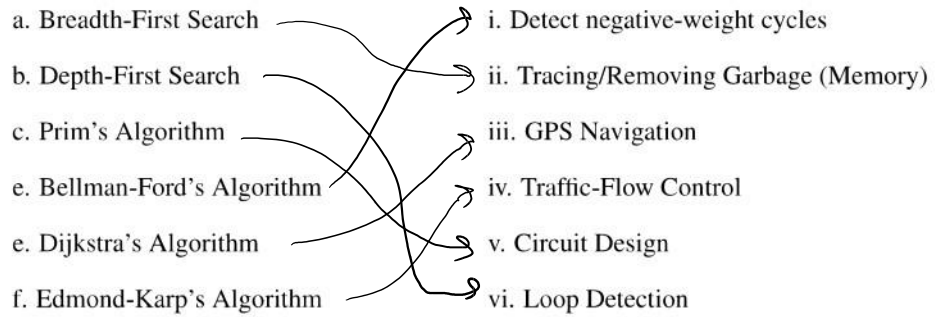 a. Breadth-First Search i. Detect negative-weight cycles
b. Depth-First Search ii. Tracing/Removing Garbage (Memory)
c. Prim's Algorithm iii. GPS Navigation
e. Bellman-Ford's Algorithm iv. Traffic-Flow Control
e. Dijkstra's Algorithm v. Circuit Design
f. Edmond-Karp's Algorithm vi. Loop Detection